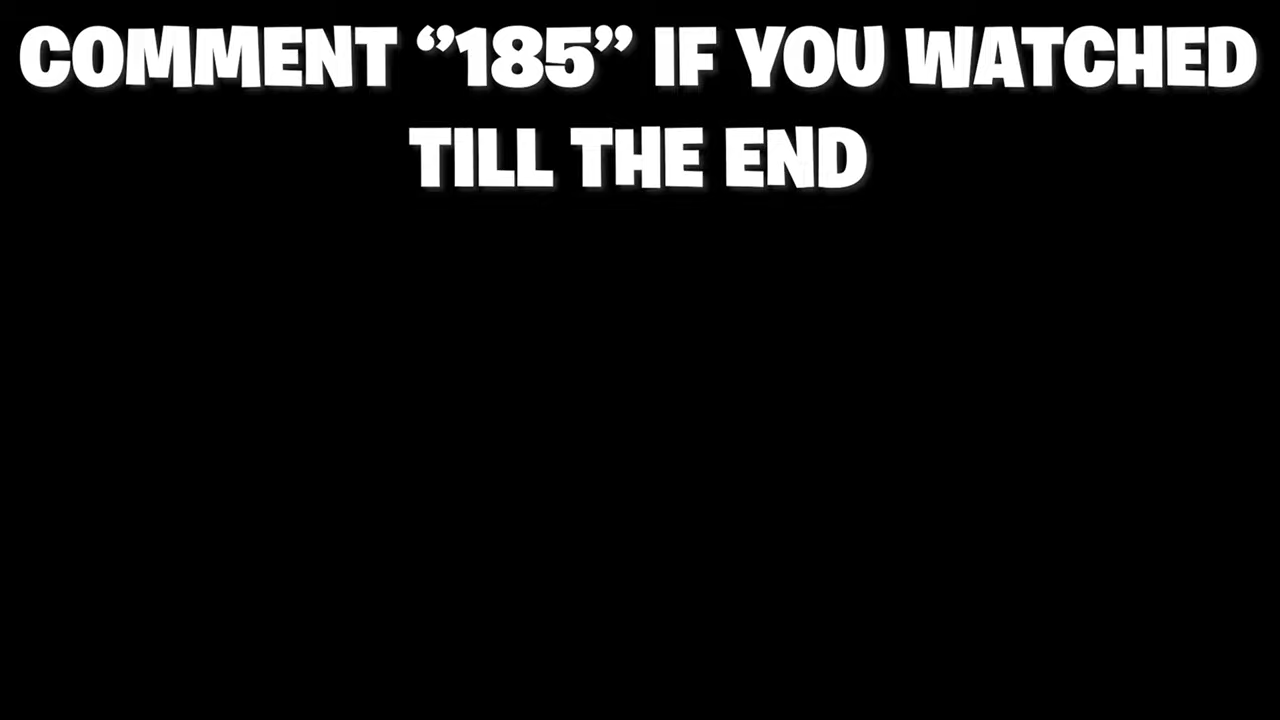 COMMENT ‘’185’’ IF YOU WATCHED
TILL THE END